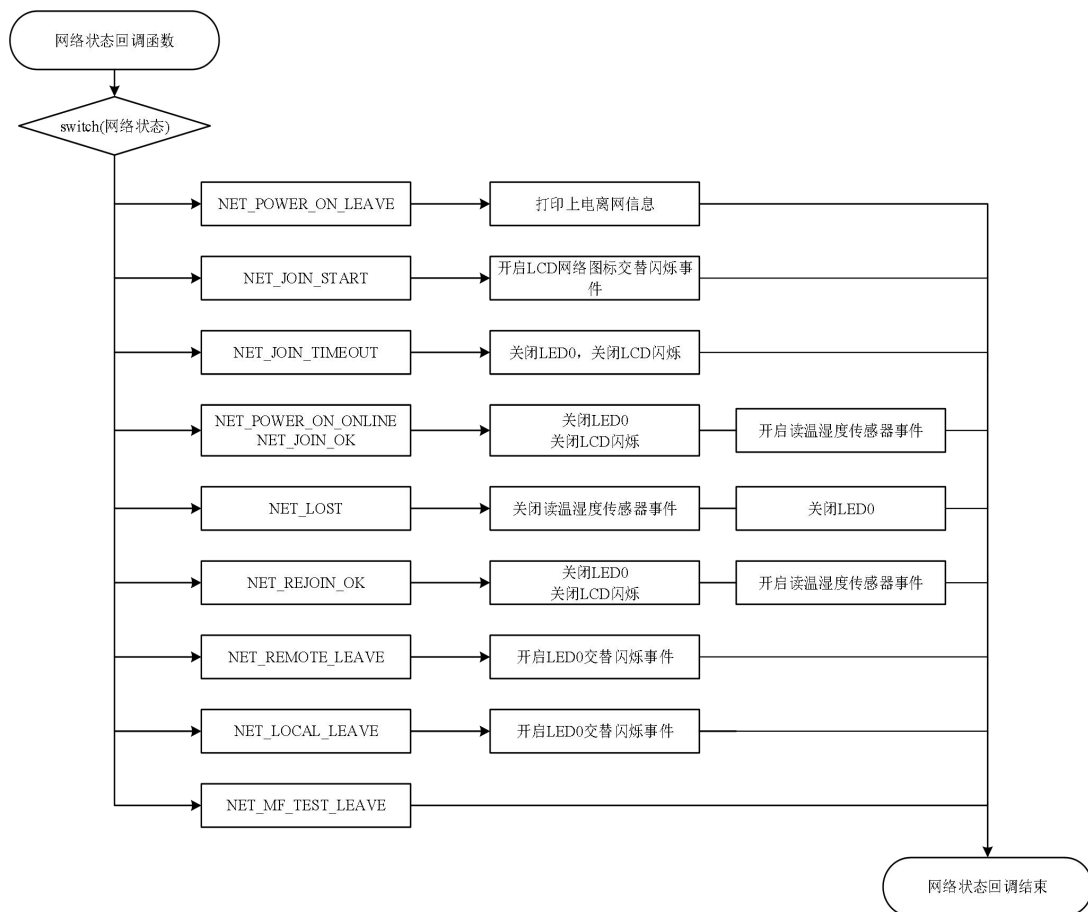 网络状态回调函数
switch(网络状态)
NET_POWER_ON_LEAVE
打印上电离网信息
NET_JOIN_START
开启LCD网络图标交替闪烁事
件
NET_JOIN_TIMEOUT
关闭LED0，关闭LCD闪烁
NET_POWER_ON_ONLINE
NET_JOIN_OK
关闭LED0
关闭LCD闪烁
开启读温湿度传感器事件
NET_LOST
关闭读温湿度传感器事件
关闭LED0
NET_REJOIN_OK
关闭LED0
关闭LCD闪烁
开启读温湿度传感器事件
NET_REMOTE_LEAVE
开启LED0交替闪烁事件
NET_LOCAL_LEAVE
开启LED0交替闪烁事件
NET_MF_TEST_LEAVE
网络状态回调结束